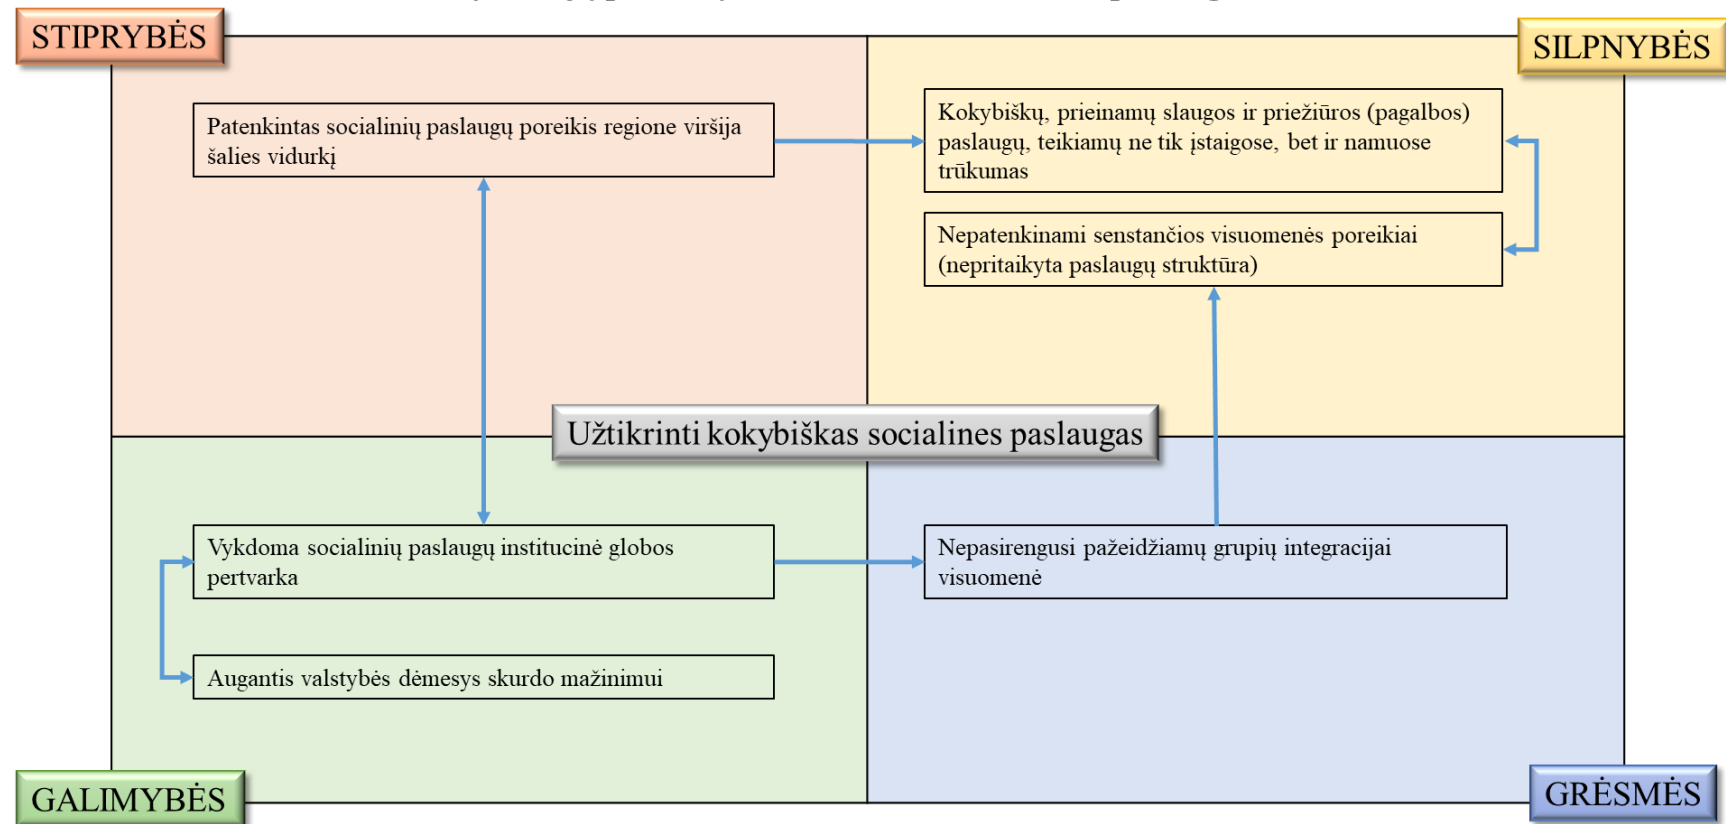 STIPRYBĖS
SILPNYBĖS
Patenkintas socialinių paslaugų poreikis regione viršija
šalies vidurkį
Kokybiškų, prieinamų slaugos ir priežiūros (pagalbos)
paslaugų, teikiamų ne tik įstaigose, bet ir namuose
trūkumas
Nepatenkinami senstančios visuomenės poreikiai
(nepritaikyta paslaugų struktūra)
Užtikrinti kokybiškas socialines paslaugas
Vykdoma socialinių paslaugų institucinė globos
pertvarka
Nepasirengusi pažeidžiamų grupių integracijai
visuomenė
Augantis valstybės dėmesys skurdo mažinimui
GALIMYBĖS
GRĖSMĖS